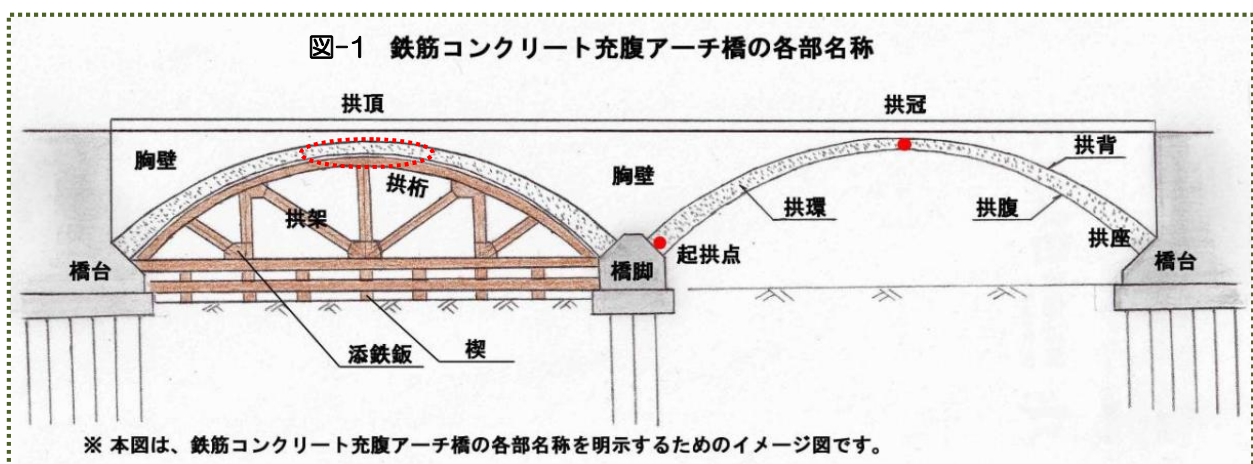 図-1 鉄筋コンクリート充腹アーチ橋の各部名称
拱頂
拱冠
胸壁
胸壁
拱背
拱桁
拱環
拱腹
拱架
拱座
起拱点
橋台
橋脚
橋台
添鉄鈑
楔
※ 本図は、鉄筋コンクリート充腹アーチ橋の各部名称を明示するためのイメージ図です。